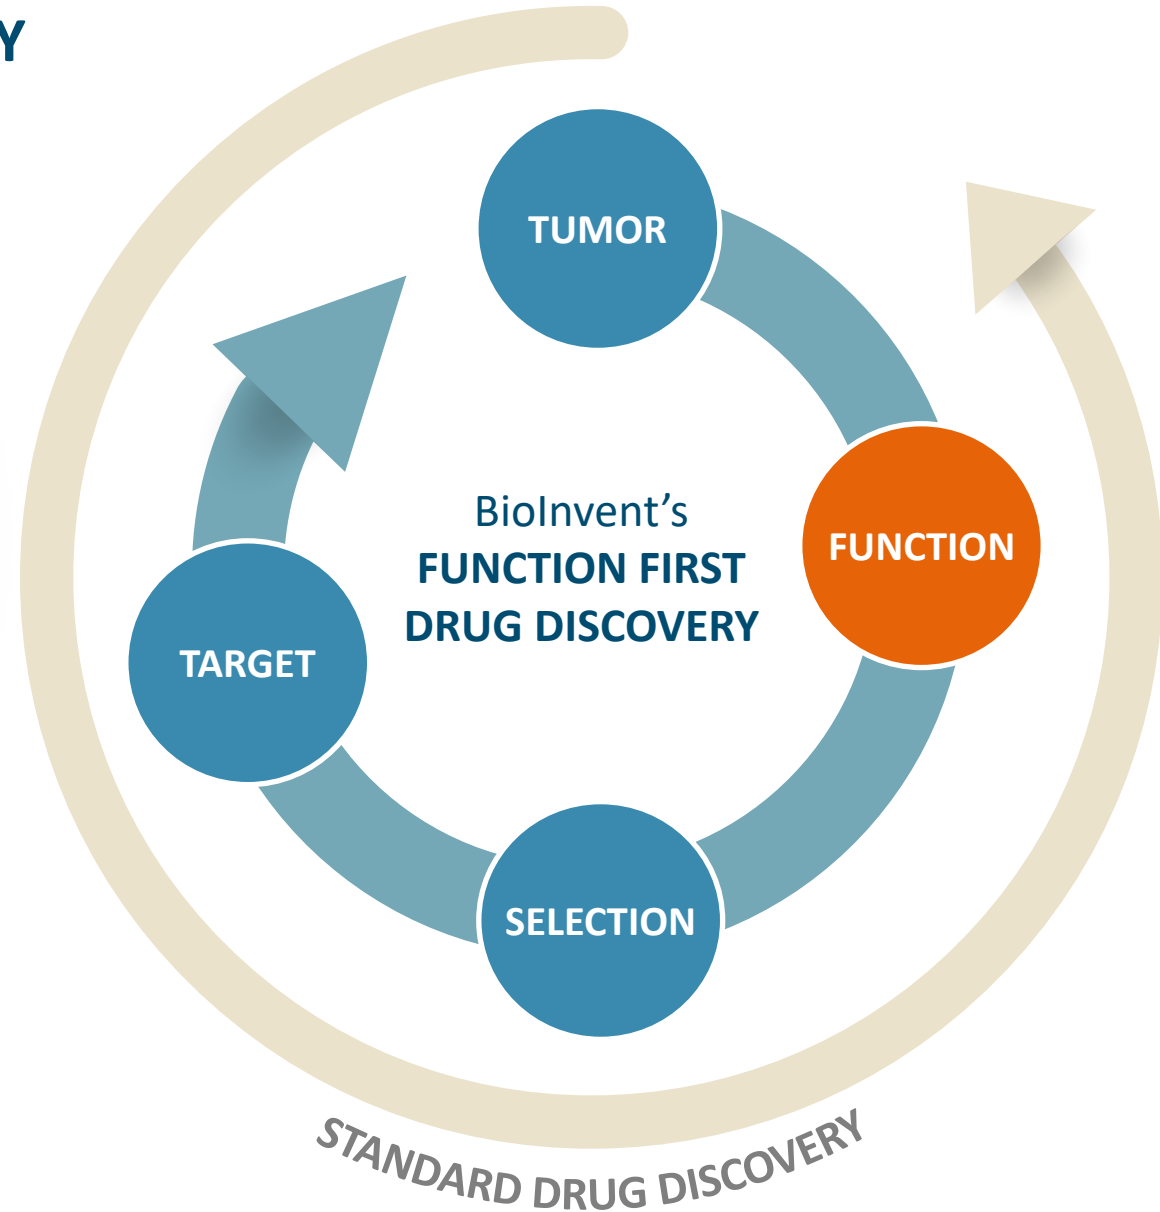 Y
TUMOR
FUNCTION
BioInvent's
FUNCTION FIRST
DRUG DISCOVERY
TARGET
SELECTION
STANDARD DRUG DISCOVERY